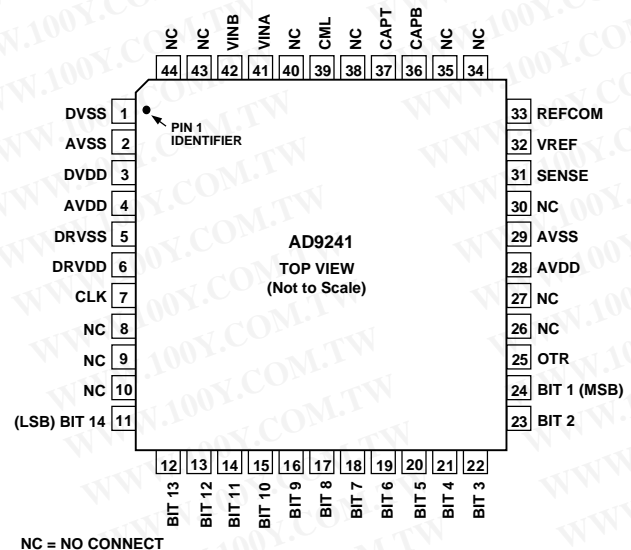 NC NC VINB VINA NC CML NC CAPT CAPB NC NC
44 43 42 41 40 39 38 37 36 35 34
DVSS 1
AVSS 2
DVDD 3
AVDD 4
DRVSS 5
DRVDD 6
CLK 7
NC 8
NC 9
NC 10
(LSB) BIT 14 11
PIN 1
IDENTIFIER
AD9241
TOP VIEW
(Not to Scale)
33 REFCOM
32 VREF
31 SENSE
30 NC
29 AVSS
28 AVDD
27 NC
26 NC
25 OTR
24 BIT 1 (MSB)
23 BIT 2
12 13 14 15 16 17 18 19 20 21 22
BIT 13 BIT 12 BIT 11 BIT 10 BIT 9 BIT 8 BIT 7 BIT 6 BIT 5 BIT 4 BIT 3
NC = NO CONNECT
WWW.100Y.COM.TW